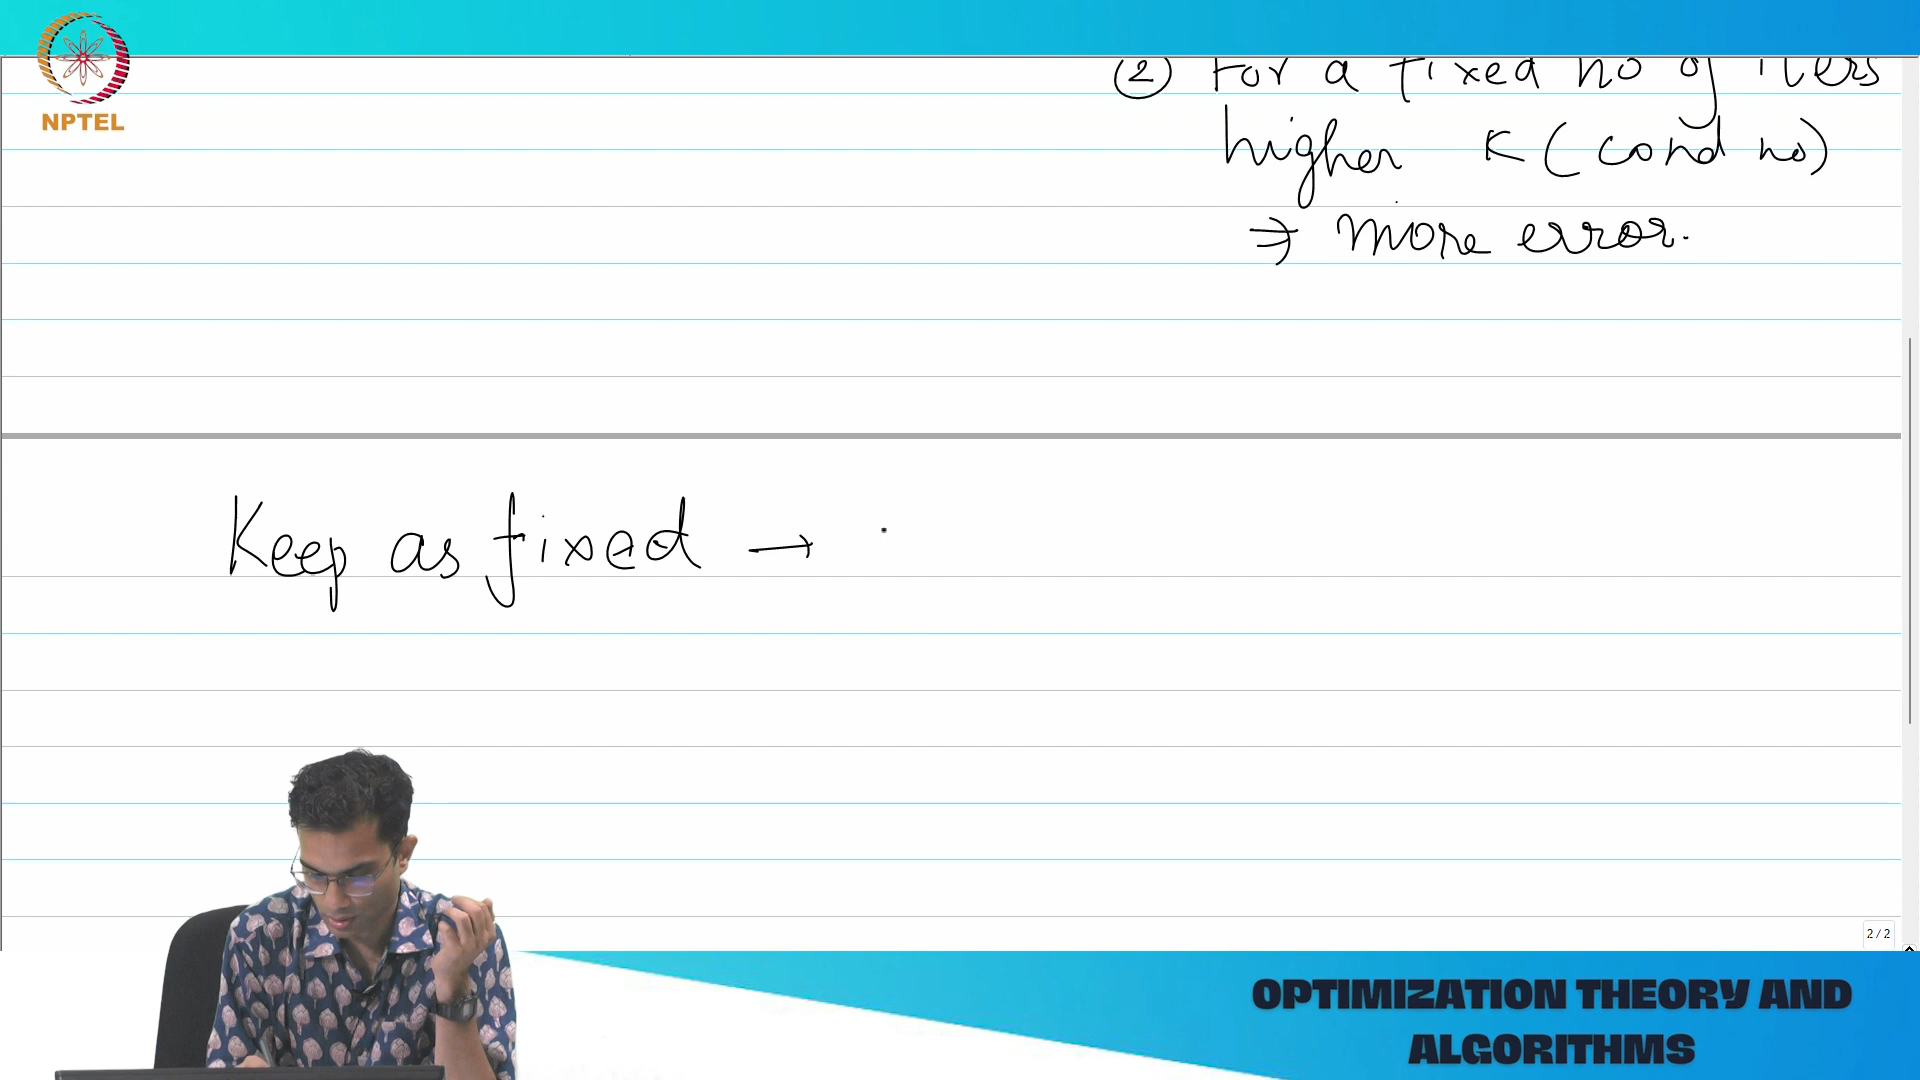 NPTEL
② For a fixed no of iters
higher K (cond no)
⇒ more error.
Keep as fixed →
2 / 2
OPTIMIZATION THEORY AND
ALGORITHMS